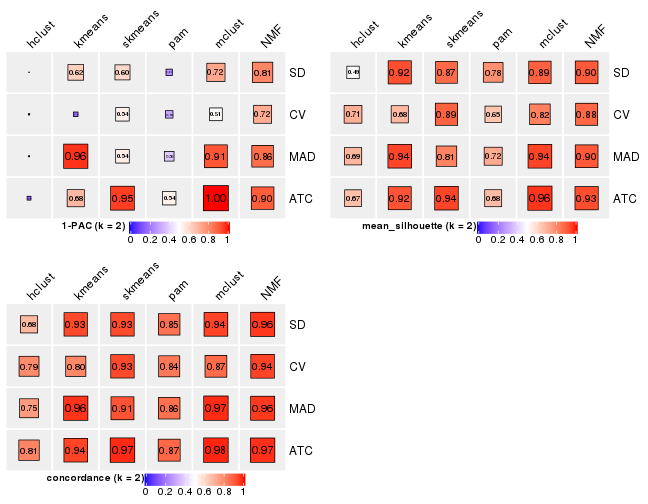 hclust kmeans skmeans pam mclust NMF
0.62 0.60 0.72 0.81 SD
0.54 0.51 0.72 CV
0.96 0.54 0.91 0.86 MAD
0.68 0.95 0.54 1.00 0.90 ATC
1-PAC (k = 2)
0 0.2 0.4 0.6 0.8 1
hclust kmeans skmeans pam mclust NMF
0.49 0.92 0.87 0.78 0.89 0.90 SD
0.71 0.68 0.89 0.65 0.82 0.88 CV
0.69 0.94 0.81 0.72 0.94 0.90 MAD
0.67 0.92 0.94 0.68 0.96 0.93 ATC
mean_silhouette (k = 2)
0 0.2 0.4 0.6 0.8 1
hclust kmeans skmeans pam mclust NMF
0.68 0.93 0.93 0.85 0.94 0.96 SD
0.79 0.80 0.93 0.84 0.87 0.94 CV
0.75 0.96 0.91 0.86 0.97 0.96 MAD
0.81 0.94 0.97 0.87 0.98 0.97 ATC
concordance (k = 2)
0 0.2 0.4 0.6 0.8 1